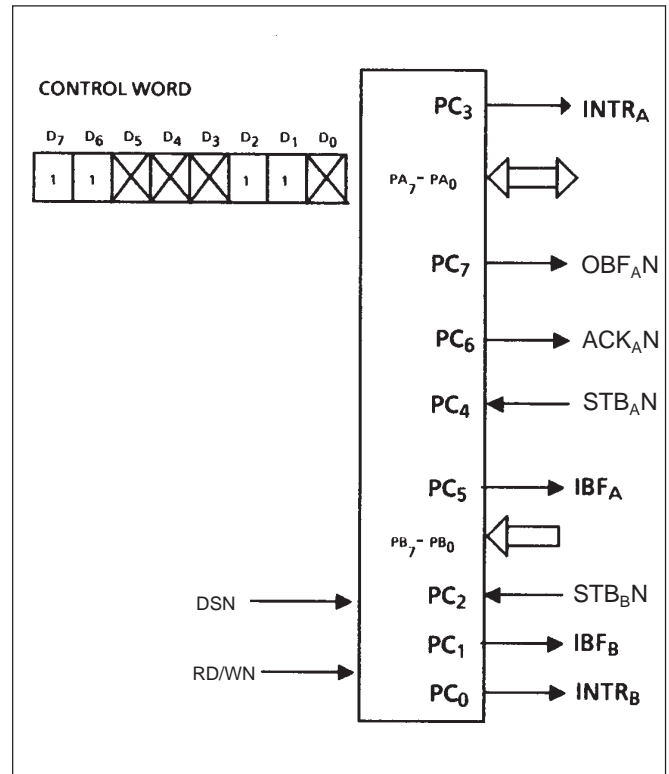 CONTROL WORD
D7 D6 D5 D4 D3 D2 D1 D0
1 1 1 1
PC3 INTRA
PA7 - PA0
PC7 OBFAN
PC6 ACKAN
PC4 STBAN
PC5 IBFA
PB7 - PB0
DSN
PC2 STBBN
PC1 IBFB
RD/WN
PC0 INTRB